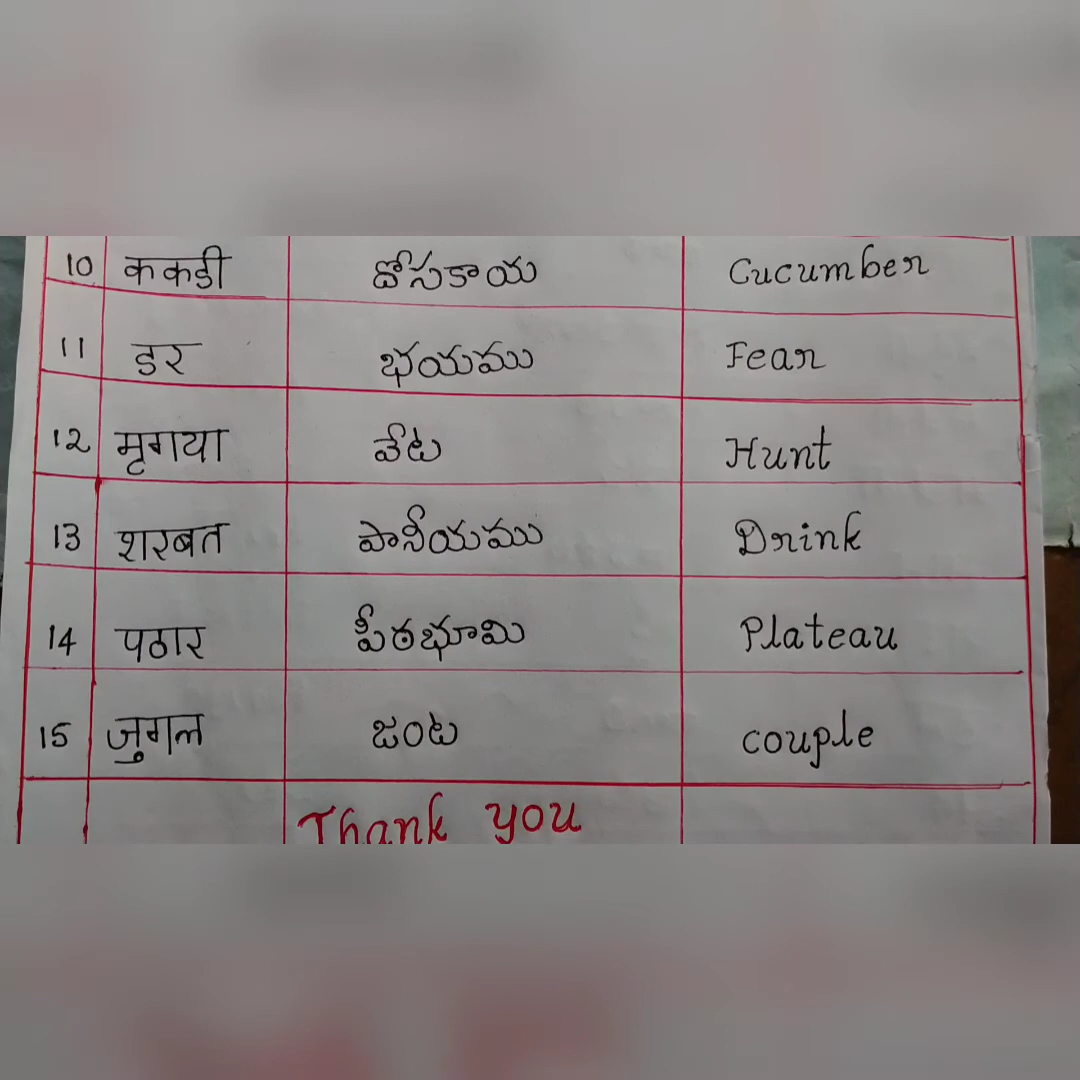 10 ककडी దోసకాయ Cucumber
11 डर భయము Fear
12 मृगया వేట Hunt
13 शरबत పానీయము Drink
14 पठार పీఠభూమి Plateau
15 जुगल జంట couple
Thank you